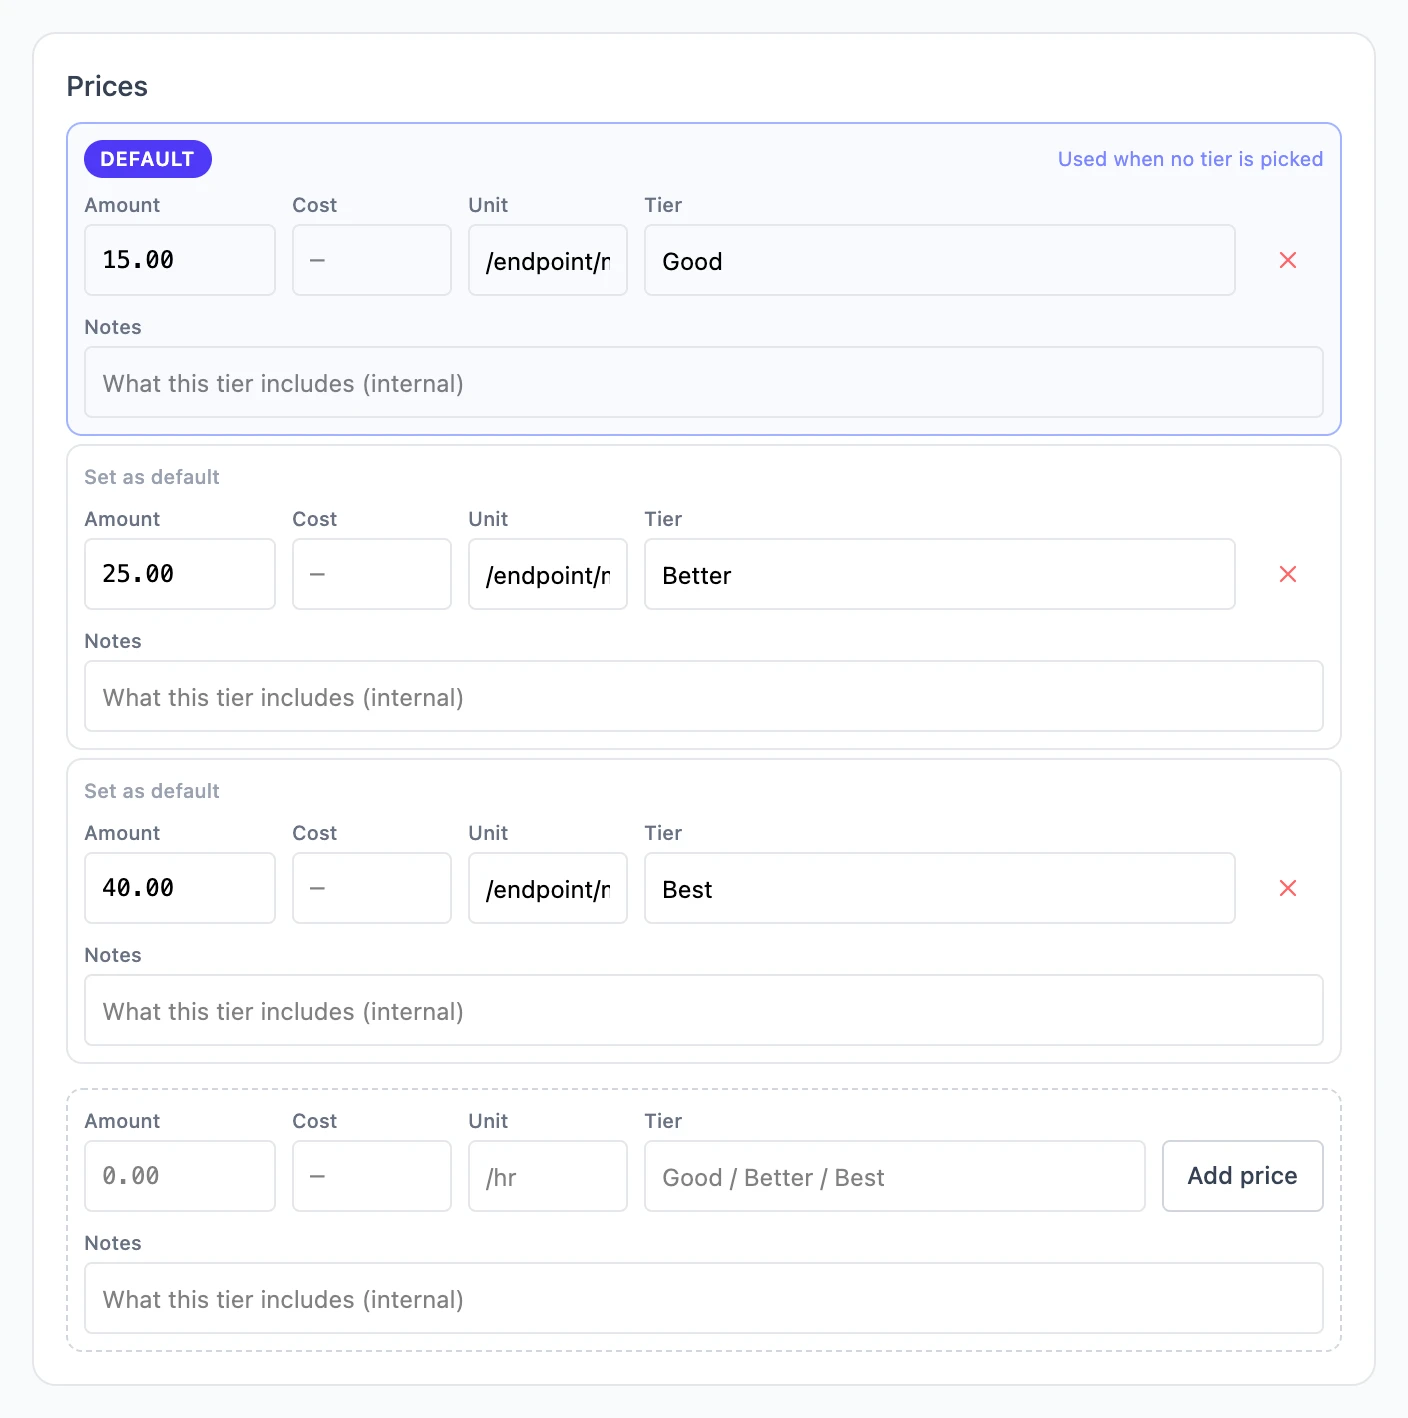 Prices
DEFAULT Used when no tier is picked
Amount Cost Unit Tier
15.00 – /endpoint/ Good ×
Notes
What this tier includes (internal)
Set as default
Amount Cost Unit Tier
25.00 – /endpoint/ Better ×
Notes
What this tier includes (internal)
Set as default
Amount Cost Unit Tier
40.00 – /endpoint/ Best ×
Notes
What this tier includes (internal)
Amount Cost Unit Tier
0.00 – /hr Good / Better / Best Add price
Notes
What this tier includes (internal)